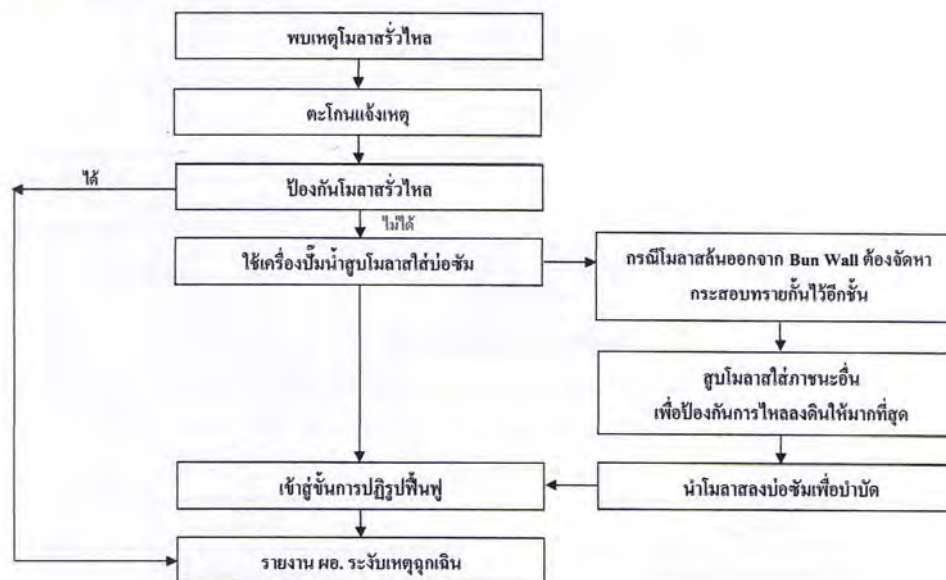 พบเหตุโมลาสรั่วไหล
ตะโกนแจ้งเหตุ
ได้
ป้องกันโมลาสรั่วไหล
ไม่ได้
ใช้เครื่องปั๊มน้ำสูบโมลาสใส่บ่อซัม
กรณีโมลาสล้นออกจาก Bun Wall ต้องจัดหา
กระสอบทรายกั้นไว้อีกชั้น
สูบโมลาสใส่ภาชนะอื่น
เพื่อป้องกันการไหลลงดินให้มากที่สุด
นำโมลาสลงบ่อซัมเพื่อบำบัด
เข้าสู่ขั้นการปฏิรูปฟื้นฟู
รายงาน ผอ. ระงับเหตุฉุกเฉิน